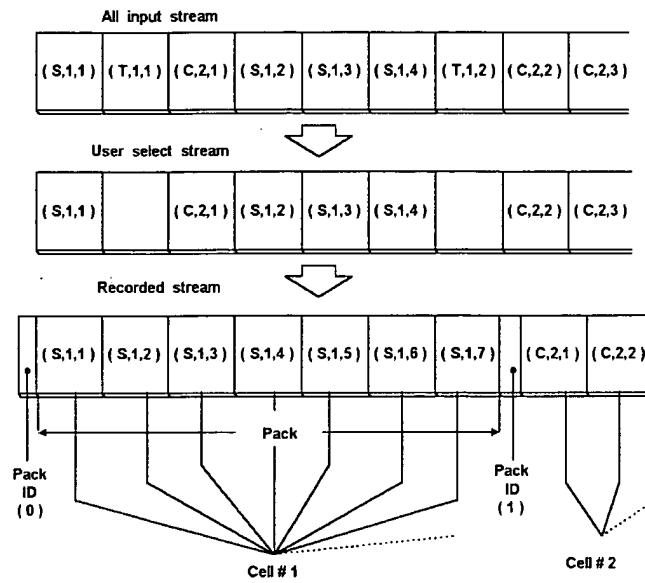 All input stream
(S,1,1) (T,1,1) (C,2,1) (S,1,2) (S,1,3) (S,1,4) (T,1,2) (C,2,2) (C,2,3)
User select stream
(S,1,1) (C,2,1) (S,1,2) (S,1,3) (S,1,4) (C,2,2) (C,2,3)
Recorded stream
(S,1,1) (S,1,2) (S,1,3) (S,1,4) (S,1,5) (S,1,6) (S,1,7) (C,2,1) (C,2,2)
Pack
Pack ID (0)
Pack ID (1)
Cell # 1
Cell # 2